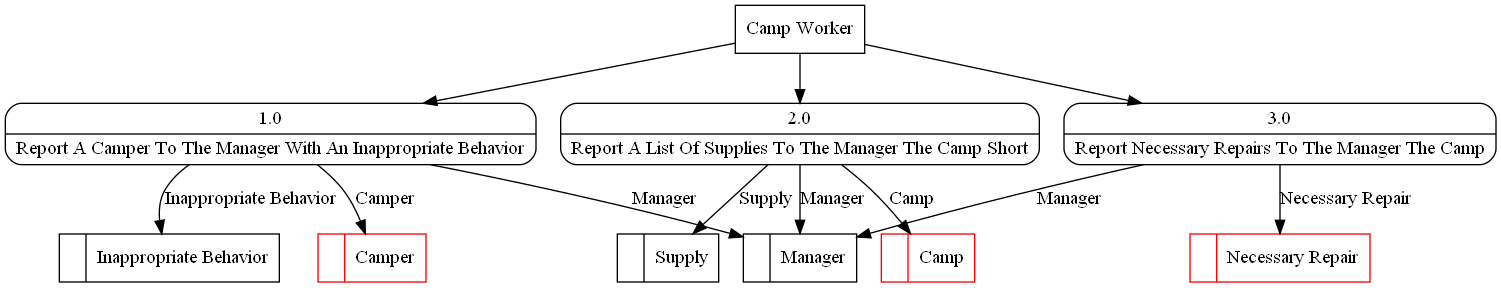 Camp Worker
1.0
Report A Camper To The Manager With An Inappropriate Behavior
2.0
Report A List Of Supplies To The Manager The Camp Short
3.0
Report Necessary Repairs To The Manager The Camp
Inappropriate Behavior
Camper
Manager
Supply
Manager
Camp
Manager
Necessary Repair
Inappropriate Behavior
Camper
Supply
Manager
Camp
Necessary Repair